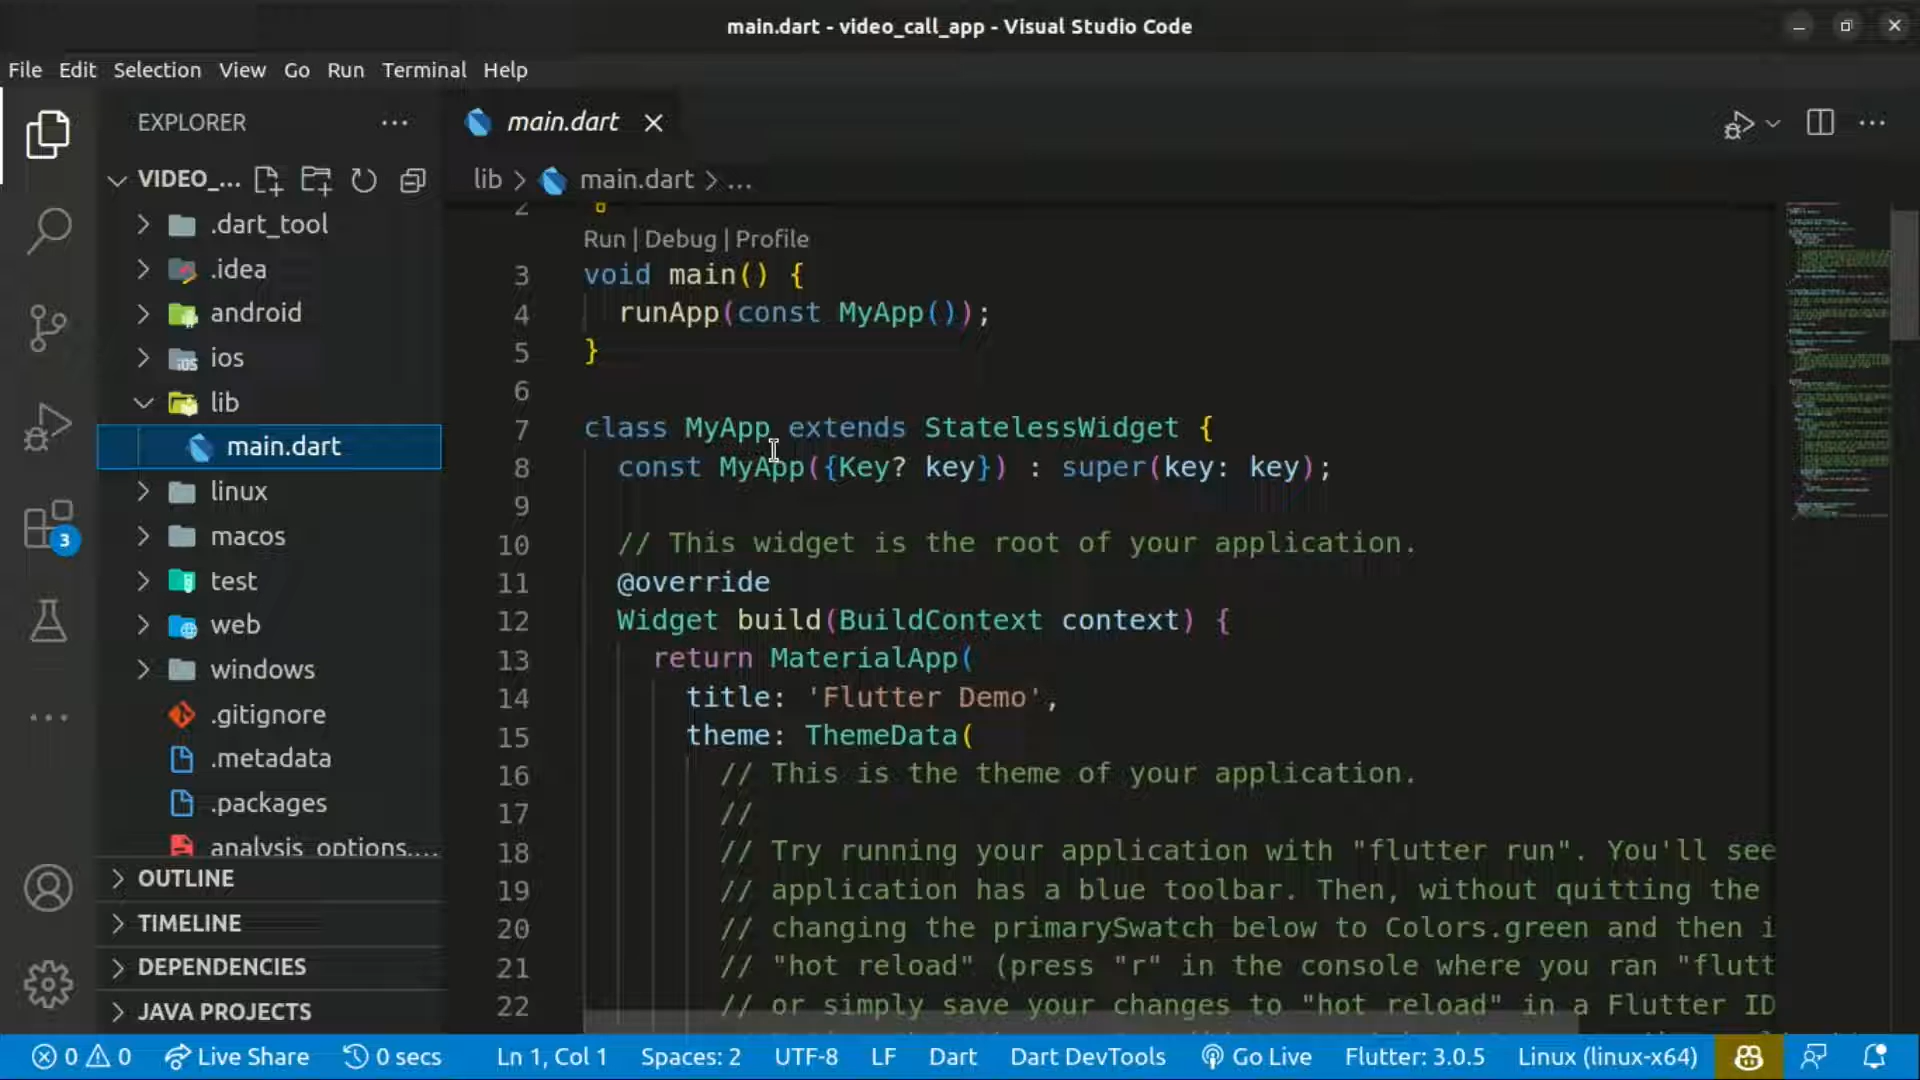 main.dart - video_call_app - Visual Studio Code
File Edit Selection View Go Run Terminal Help
EXPLORER
VIDEO_...
.dart_tool
.idea
android
ios
lib
main.dart
linux
macos
test
web
windows
.gitignore
.metadata
.packages
analysis_options....
OUTLINE
TIMELINE
DEPENDENCIES
JAVA PROJECTS
3
main.dart
lib > main.dart > ...
2
Run | Debug | Profile
3 void main() {
4 runApp(const MyApp());
5 }
6
7 class MyApp extends StatelessWidget {
8 const MyApp({Key? key}) : super(key: key);
9
10 // This widget is the root of your application.
11 @override
12 Widget build(BuildContext context) {
13 return MaterialApp(
14 title: 'Flutter Demo',
15 theme: ThemeData(
16 // This is the theme of your application.
17 //
18 // Try running your application with "flutter run". You'll see
19 // application has a blue toolbar. Then, without quitting the
20 // changing the primarySwatch below to Colors.green and then i
21 // "hot reload" (press "r" in the console where you ran "flutt
22 // or simply save your changes to "hot reload" in a Flutter ID
0 0 Live Share 0 secs Ln 1, Col 1 Spaces: 2 UTF-8 LF Dart Dart DevTools Go Live Flutter: 3.0.5 Linux (linux-x64)